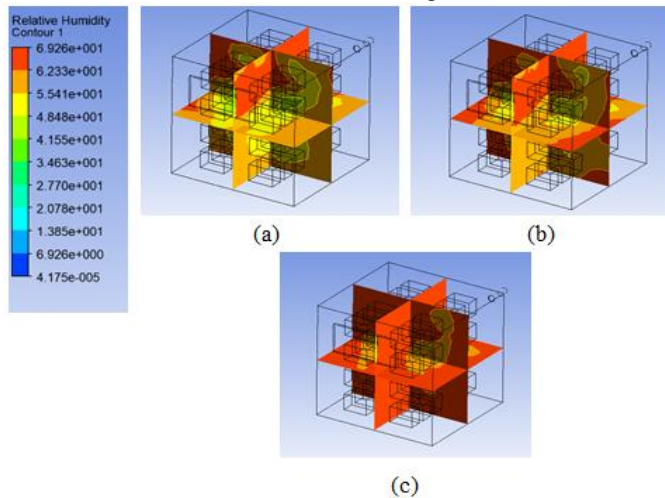 Relative Humidity
Contour 1
6.926e+001
6.233e+001
5.541e+001
4.848e+001
4.155e+001
3.463e+001
2.770e+001
2.078e+001
1.385e+001
6.926e+000
4.175e-005
(a)
(b)
(c)